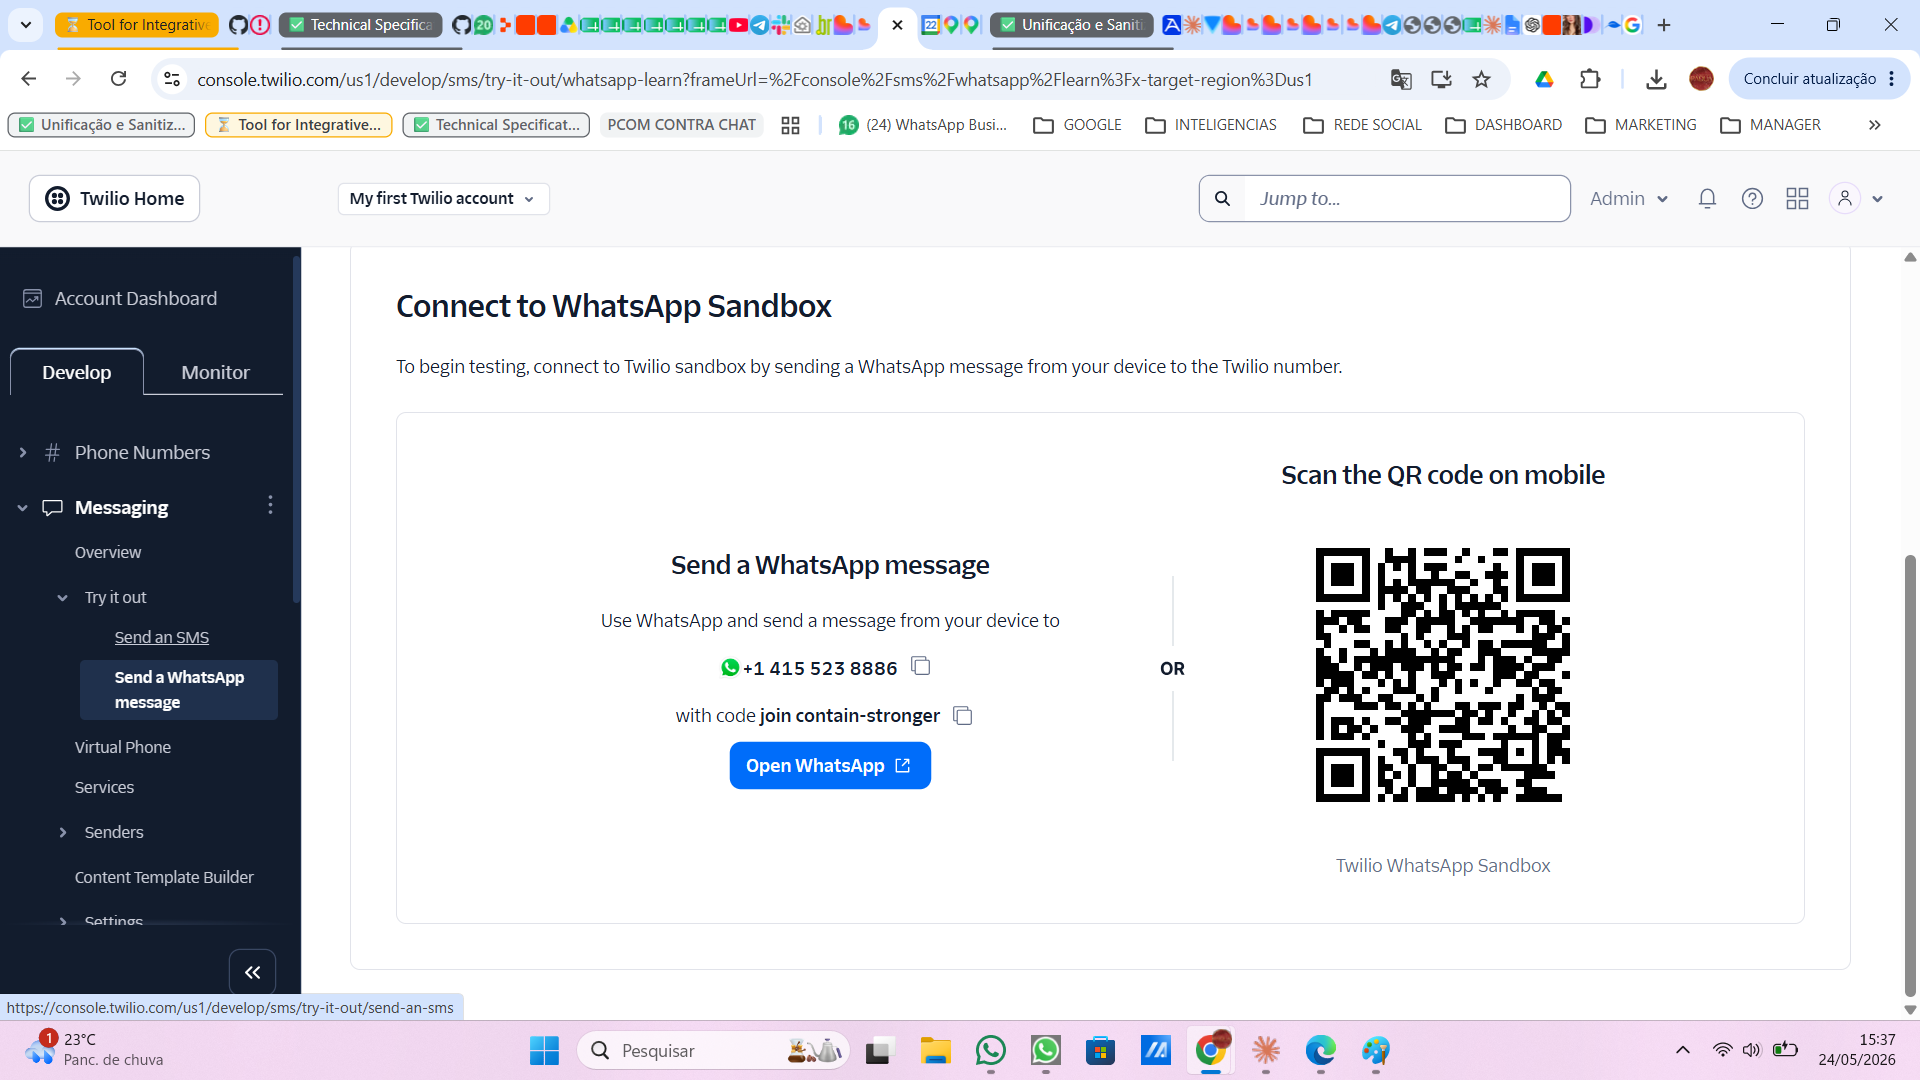 Tool for Integrative
Technical Specifica
20
22
Unificação e Saniti
console.twilio.com/us1/develop/sms/try-it-out/whatsapp-learn?frameUrl=%2Fconsole%2Fsms%2Fwhatsapp%2Flearn%3Fx-target-region%3Dus1
Concluir atualização
Unificação e Sanitiz...
Tool for Integrative...
Technical Specificat...
PCOM CONTRA CHAT
16
(24) WhatsApp Busi...
GOOGLE
INTELIGENCIAS
REDE SOCIAL
DASHBOARD
MARKETING
MANAGER
Twilio Home
My first Twilio account
Jump to...
Admin
Account Dashboard
Develop
Monitor
Phone Numbers
Messaging
Overview
Try it out
Send an SMS
Send a WhatsApp
message
Virtual Phone
Services
Senders
Content Template Builder
Settings
Connect to WhatsApp Sandbox
To begin testing, connect to Twilio sandbox by sending a WhatsApp message from your device to the Twilio number.
Send a WhatsApp message
Use WhatsApp and send a message from your device to
+1 415 523 8886
with code join contain-stronger
Open WhatsApp
OR
Scan the QR code on mobile
Twilio WhatsApp Sandbox
https://console.twilio.com/us1/develop/sms/try-it-out/send-an-sms
1
23°C
Panc. de chuva
Pesquisar
15:37
24/05/2026